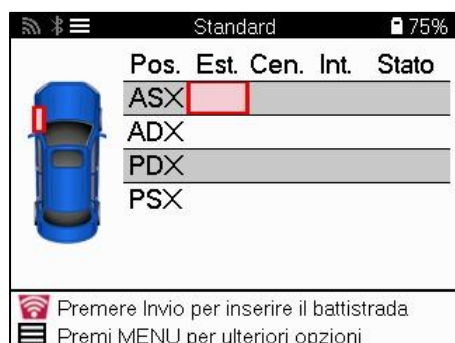 Standard 75%
Pos. Est. Cen. Int. Stato
ASX
ADX
PDX
PSX
Premere Invio per inserire il battistrada
Premi MENU per ulteriori opzioni